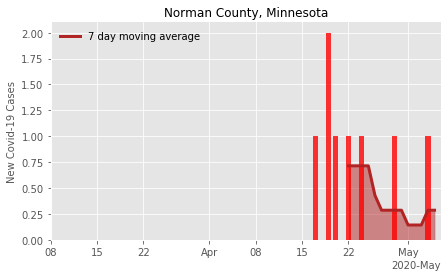 Norman County, Minnesota
7 day moving average
New Covid-19 Cases
2.00
1.75
1.50
1.25
1.00
0.75
0.50
0.25
0.00
08 15 22 Apr 08 15 22 May
2020-May